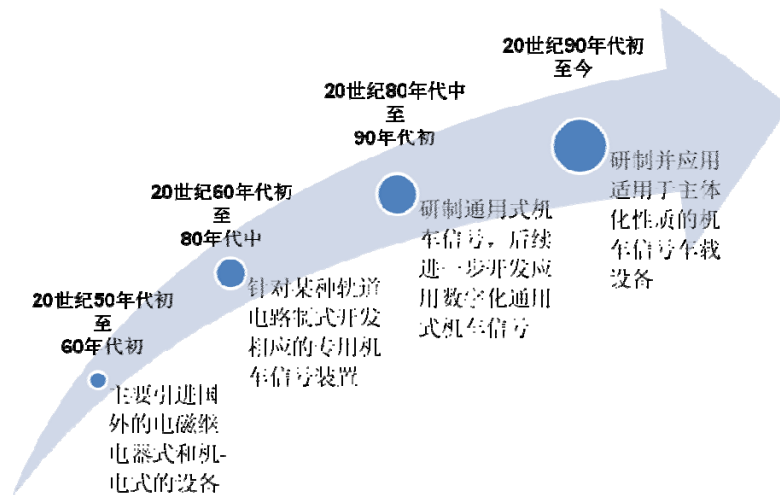 20世纪50年代初
至
60年代初
主要引进国
外的电磁继
电器式和机-
电式的设备
20世纪60年代初
至
80年代中
针对某种轨道
电路制式开发
相应的专用机
车信号装置
20世纪80年代中
至
90年代初
研制通用式机
车信号，后续
进一步开发应
用数字化通用
式机车信号
20世纪90年代初
至今
研制并应用
适用于主体
化性质的机
车信号车载
设备